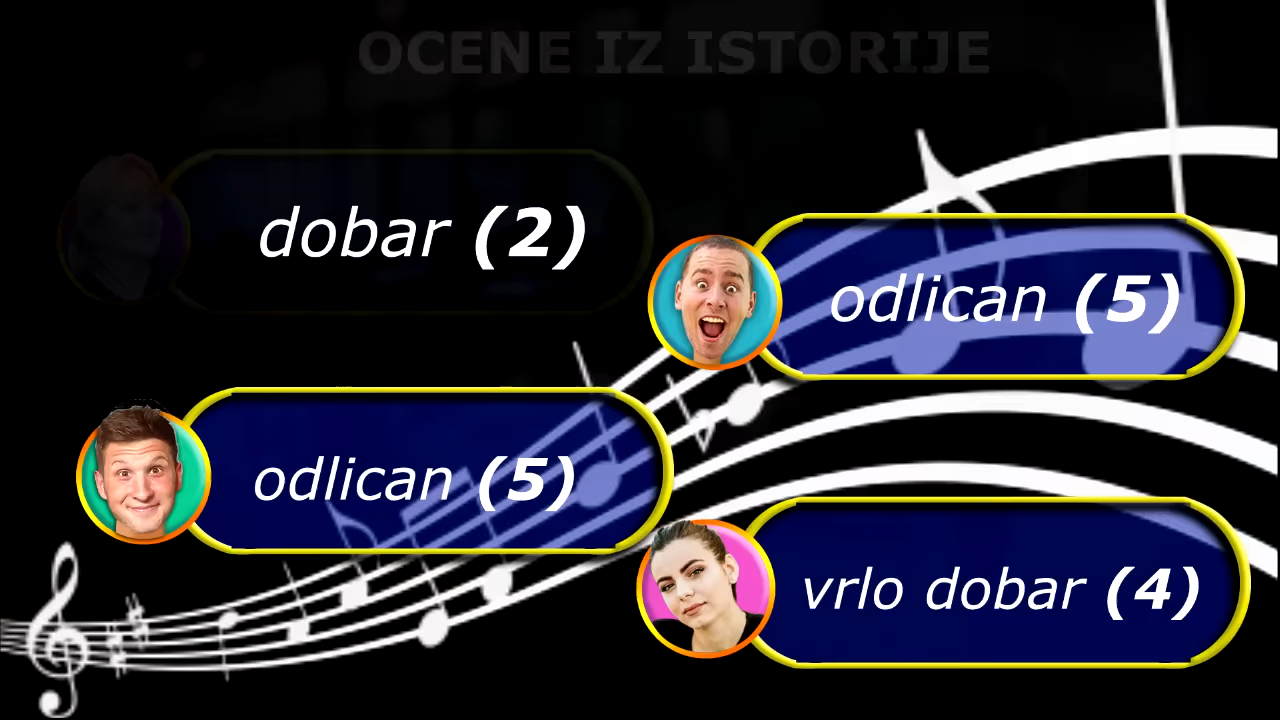 OCENE IZ ISTORIJE
dobar (2)
odlican (5)
odlican (5)
vrlo dobar (4)